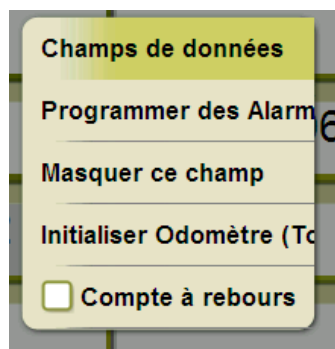 Champs de données
Programmer des Alarm
Masquer ce champ
Initialiser Odomètre (To
Compte à rebours